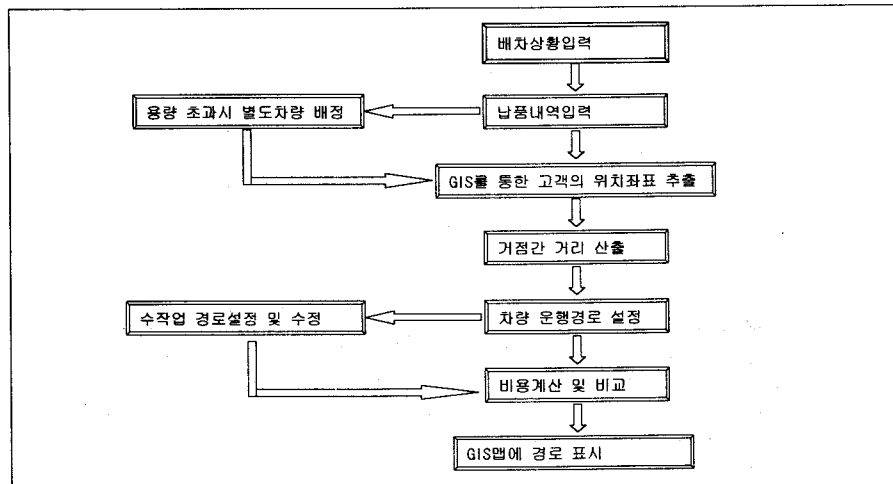 배차상황입력
용량 초과시 별도차량 배정
납품내역입력
GIS를 통한 고객의 위치좌표 추출
거점간 거리 산출
수작업 경로설정 및 수정
차량 운행경로 설정
비용계산 및 비교
GIS맵에 경로 표시